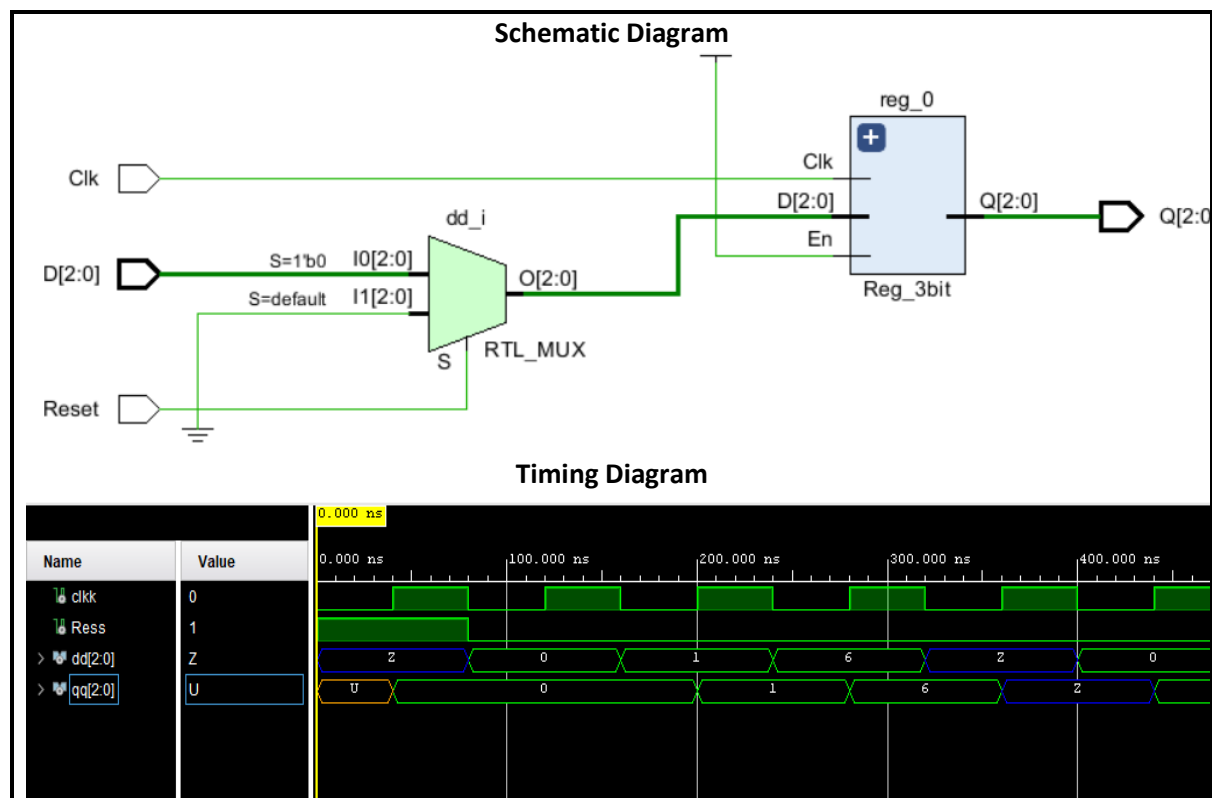 Schematic Diagram
reg_0
Clk
Clk
D[2:0]
Q[2:0]
Q[2:0
dd_i
En
S=1'b0
I0[2:0]
D[2:0]
O[2:0]
S=default
I1[2:0]
Reg_3bit
S
RTL_MUX
Reset
Timing Diagram
0.000 ns
Name
Value
0.000 ns
100.000 ns
200.000 ns
300.000 ns
400.000 ns
clkk
0
Ress
1
dd[2:0]
Z
Z
0
1
6
Z
0
qq[2:0]
U
U
0
1
6
Z